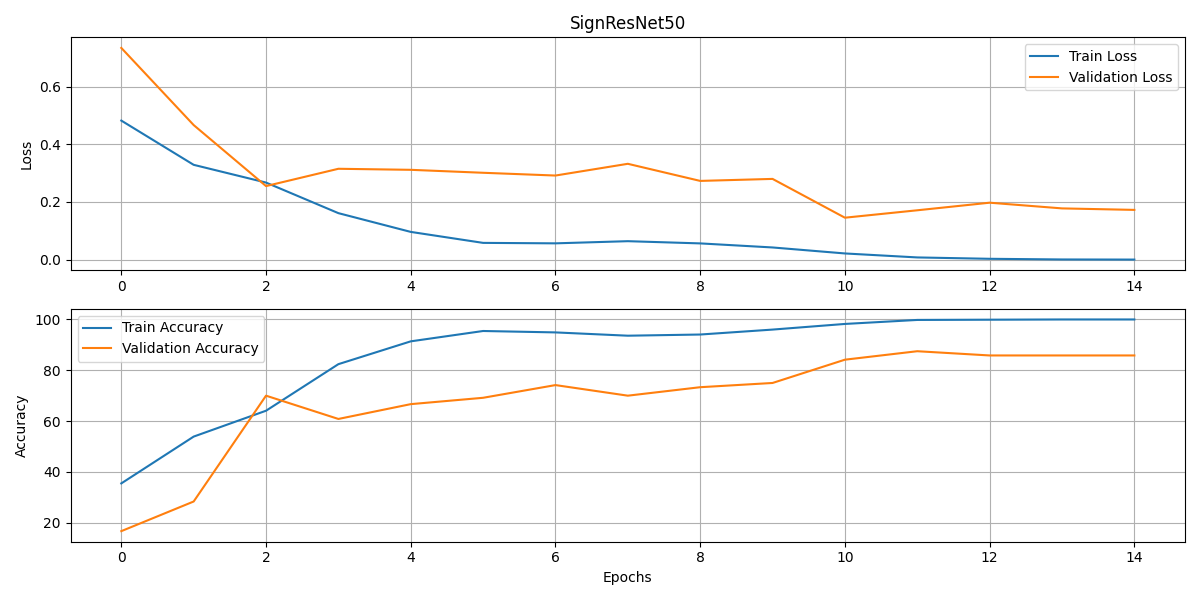 SignResNet50
Train Loss
Validation Loss
Loss
0.6
0.4
0.2
0.0
0 2 4 6 8 10 12 14
Train Accuracy
Validation Accuracy
Accuracy
100
80
60
40
20
0 2 4 6 8 10 12 14
Epochs